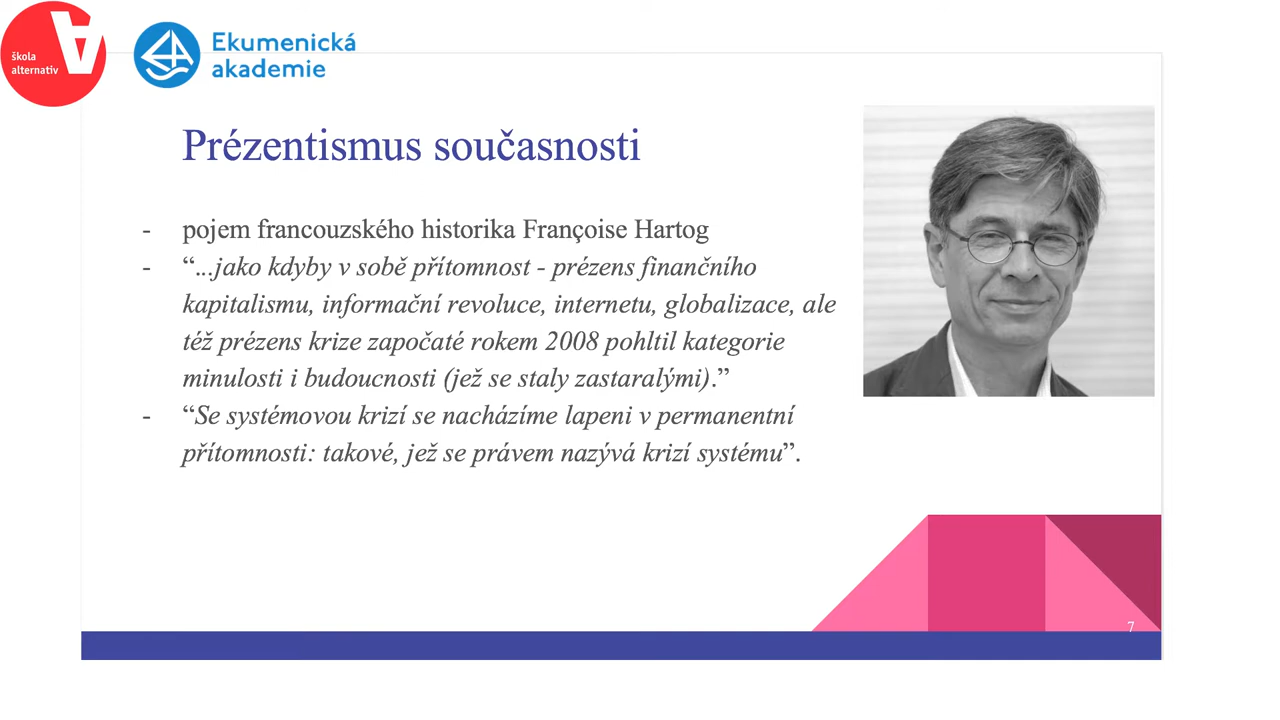 škola
alternativ
Ekumenická
akademie
Prézentismus současnosti
- pojem francouzského historika Françoise Hartog
- “...jako kdyby v sobě přítomnost - prézens finančního
kapitalismu, informační revoluce, internetu, globalizace, ale
též prézens krize započaté rokem 2008 pohltil kategorie
minulosti i budoucnosti (jež se staly zastaralými).”
- “Se systémovou krizí se nacházíme lapeni v permanentní
přítomnosti: takové, jež se právem nazývá krizí systému”.
7